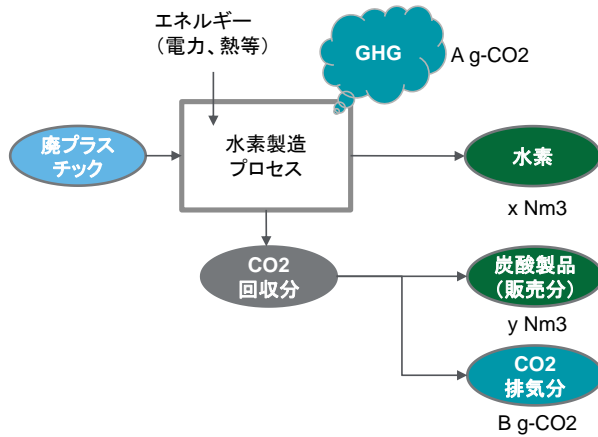 エネルギー
（電力、熱等）
GHG
A g-CO2
廃プラス
チック
水素製造
プロセス
水素
x Nm3
CO2
回収分
炭酸製品
（販売分）
y Nm3
CO2
排気分
B g-CO2